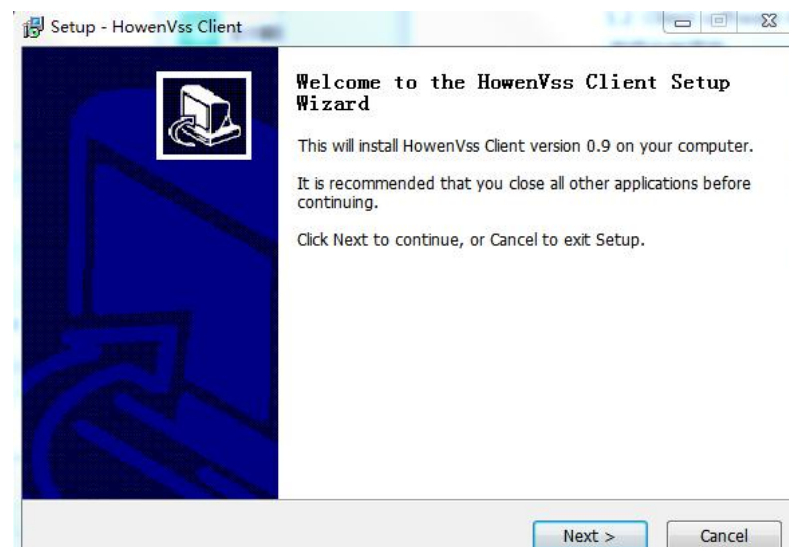 Setup - HowenVss Client
Welcome to the HowenVss Client Setup
Wizard
This will install HowenVss Client version 0.9 on your computer.
It is recommended that you close all other applications before
continuing.
Click Next to continue, or Cancel to exit Setup.
Next >
Cancel